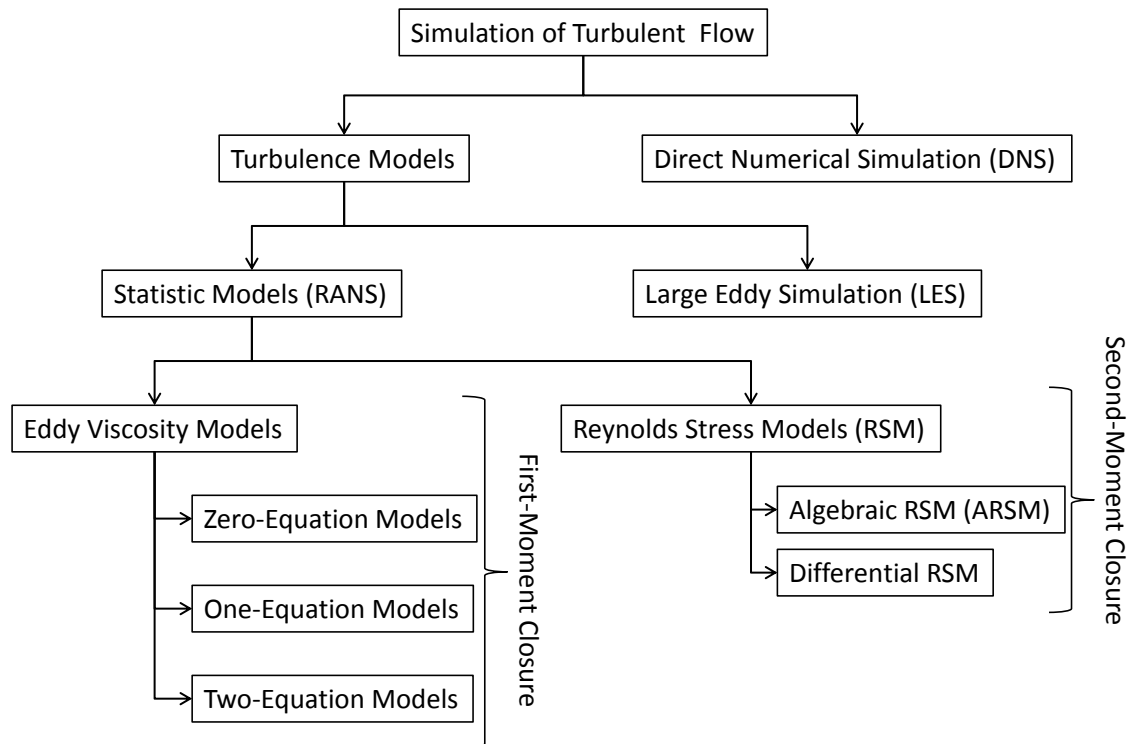 Simulation of Turbulent Flow
Turbulence Models
Direct Numerical Simulation (DNS)
Statistic Models (RANS)
Large Eddy Simulation (LES)
Eddy Viscosity Models
Reynolds Stress Models (RSM)
Zero-Equation Models
Algebraic RSM (ARSM)
Differential RSM
One-Equation Models
Two-Equation Models
First-Moment Closure
Second-Moment Closure